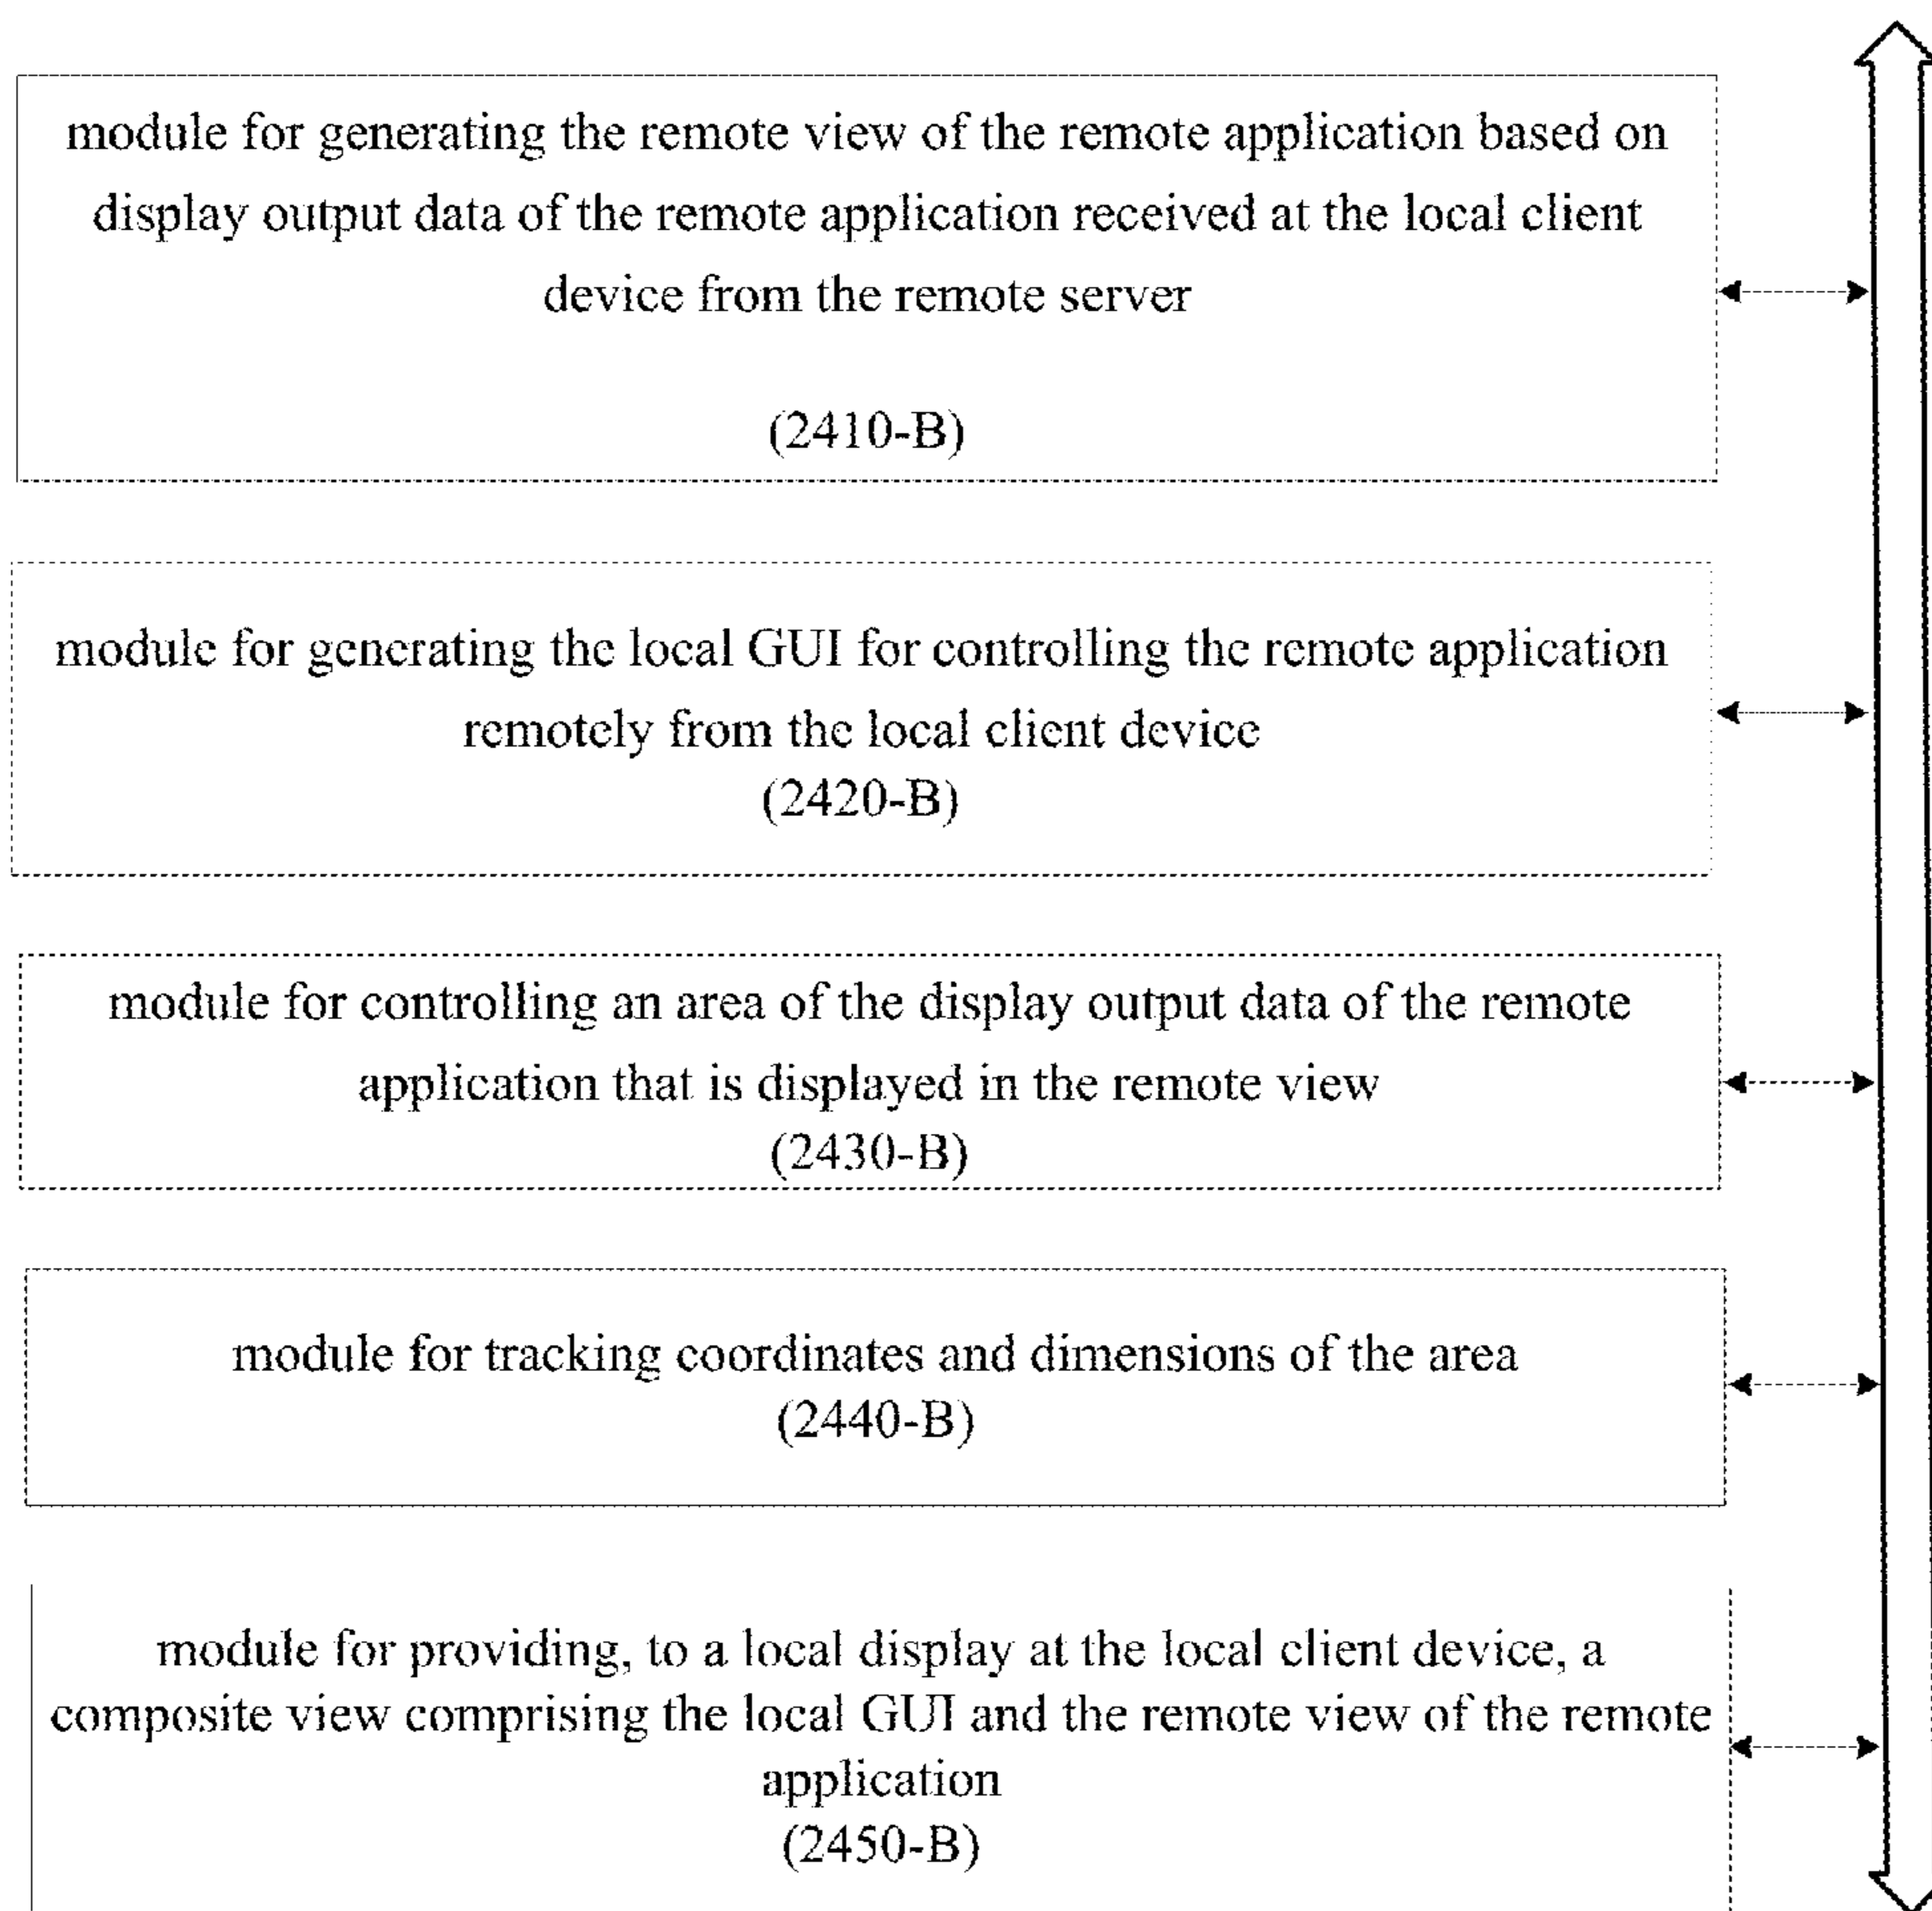 module for generating the remote view of the remote application based on
display output data of the remote application received at the local client
device from the remote server
(2410-B)
module for generating the local GUI for controlling the remote application
remotely from the local client device
(2420-B)
module for controlling an area of the display output data of the remote
application that is displayed in the remote view
(2430-B)
module for tracking coordinates and dimensions of the area
(2440-B)
module for providing, to a local display at the local client device, a
composite view comprising the local GUI and the remote view of the remote
application
(2450-B)